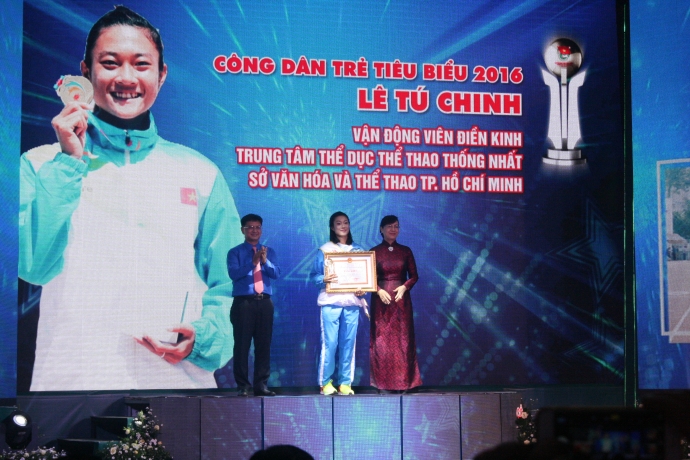 CÔNG DÂN TRẺ TIÊU BIỂU 2016
LÊ TÚ CHINH
VẬN ĐỘNG VIÊN ĐIỀN KINH
TRUNG TÂM THỂ DỤC THỂ THAO THỐNG NHẤT
SỞ VĂN HÓA VÀ THỂ THAO TP. HỒ CHÍ MINH